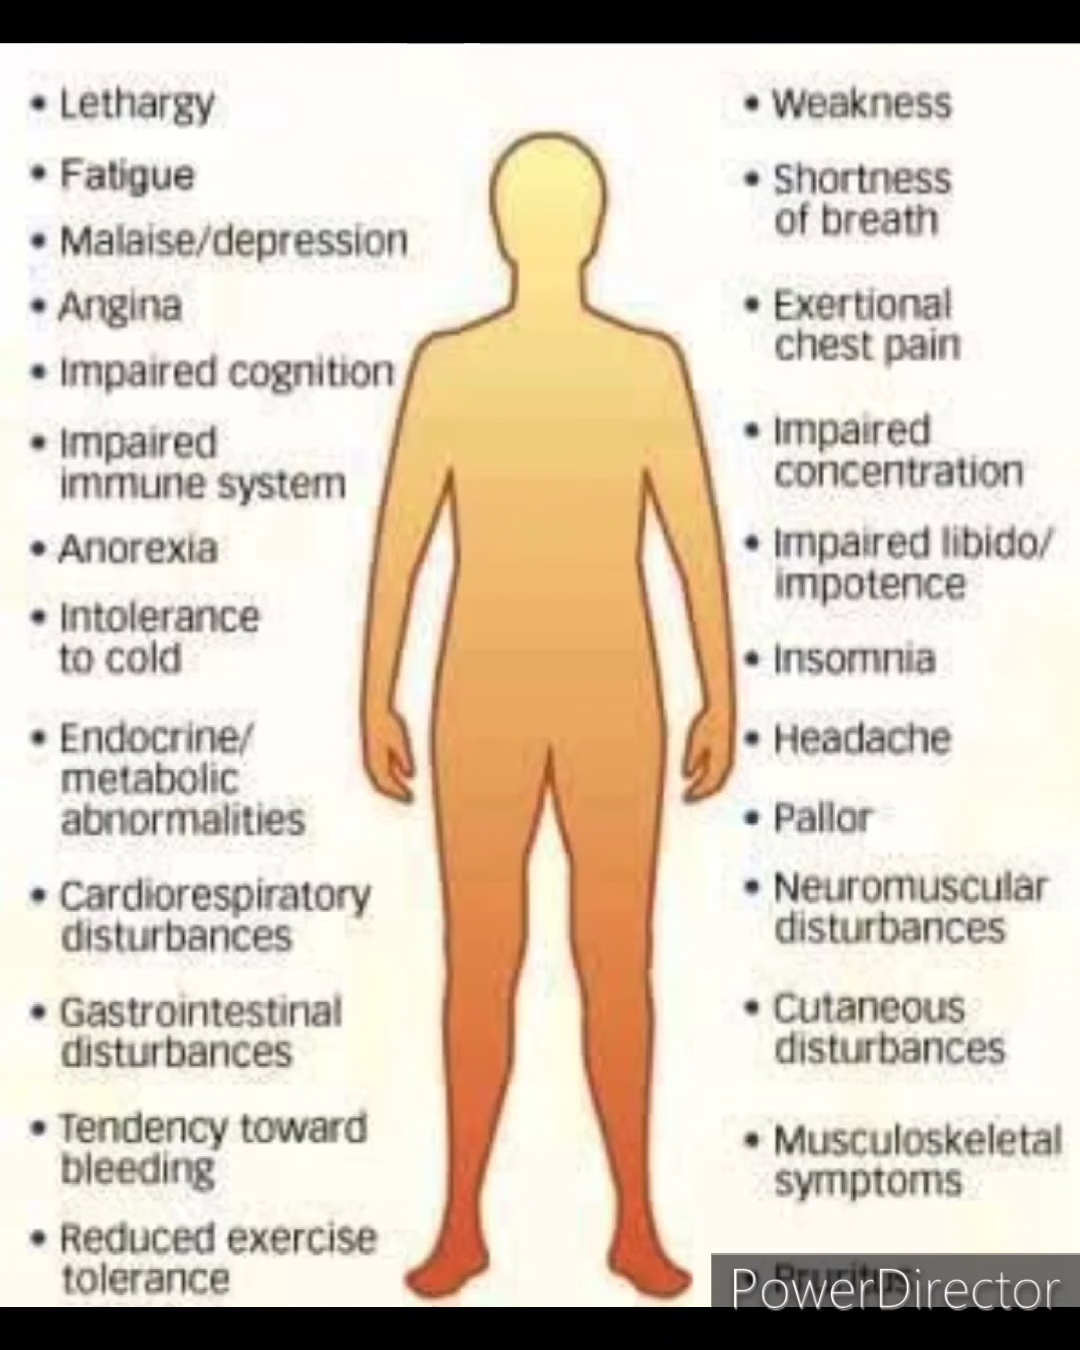 • Lethargy
• Fatigue
• Malaise/depression
• Angina
• Impaired cognition
• Impaired
immune system
• Anorexia
• Intolerance
to cold
• Endocrine/
metabolic
abnormalities
• Cardiorespiratory
disturbances
• Gastrointestinal
disturbances
• Tendency toward
bleeding
• Reduced exercise
tolerance
• Weakness
• Shortness
of breath
• Exertional
chest pain
• Impaired
concentration
• Impaired libido/
impotence
• Insomnia
• Headache
• Pallor
• Neuromuscular
disturbances
• Cutaneous
disturbances
• Musculoskeletal
symptoms
• Pruritus
PowerDirector